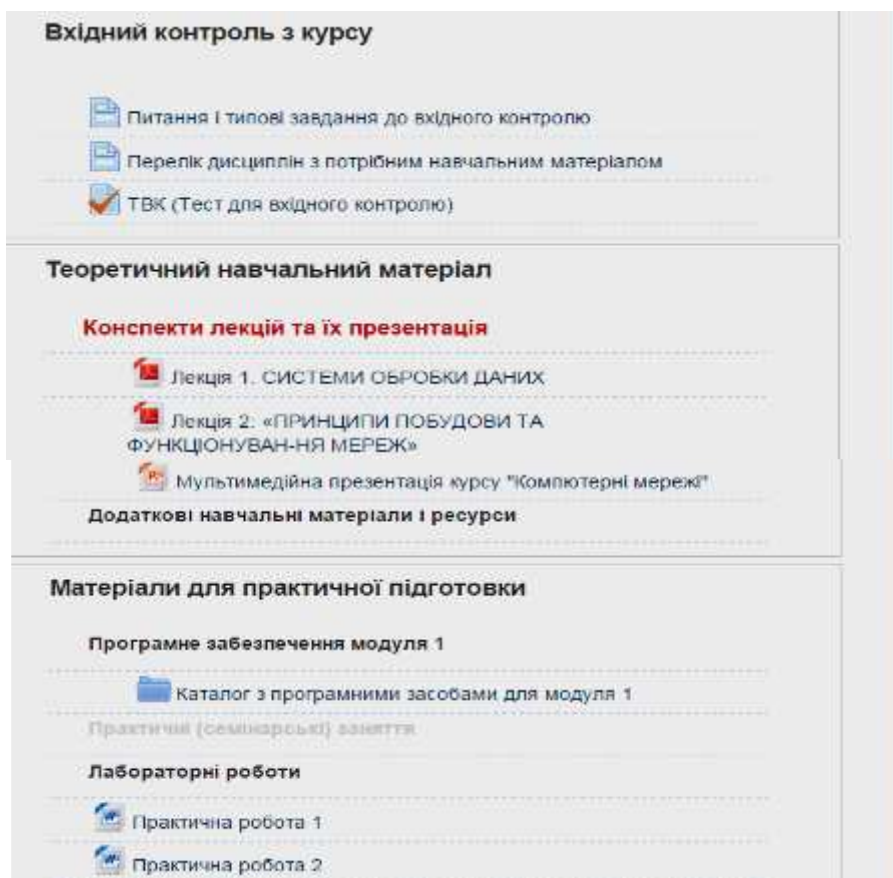 Вхідний контроль з курсу
Питання і типові завдання до вхідного контролю
Перелік дисциплін з потрібним навчальним матеріалом
ТВК (Тест для вхідного контролю)
Теоретичний навчальний матеріал
Конспекти лекцій та їх презентація
Лекція 1. СИСТЕМИ ОБРОБКИ ДАНИХ
Лекція 2: «ПРИНЦИПИ ПОБУДОВИ ТА
ФУНКЦІОНУВАН-НЯ МЕРЕЖ»
Мультимедійна презентація курсу "Компютерні мережі"
Додаткові навчальні матеріали і ресурси
Матеріали для практичної підготовки
Програмне забезпечення модуля 1
Каталог з програмними засобами для модуля 1
Практичні (семінарські) заняття
Лабораторні роботи
Практична робота 1
Практична робота 2